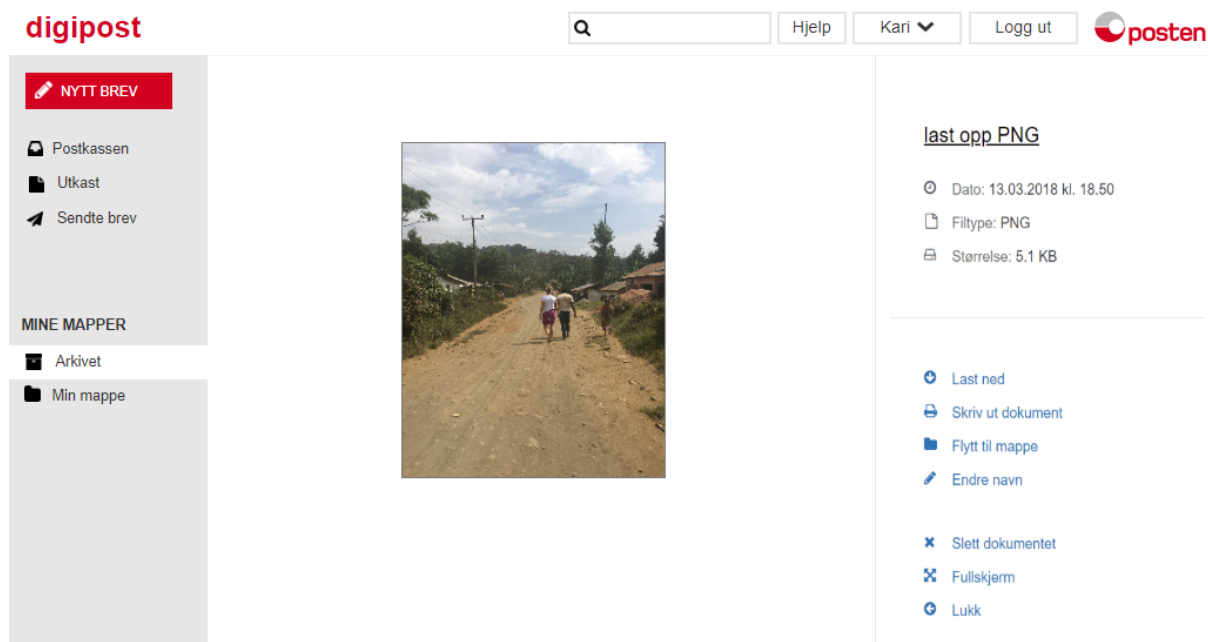 digipost
Hjelp
Kari
Logg ut
posten
NYTT BREV
Postkassen
Utkast
Sendte brev
MINE MAPPER
Arkivet
Min mappe
last opp PNG
Dato: 13.03.2018 kl. 18.50
Filtype: PNG
Størrelse: 5.1 KB
Last ned
Skriv ut dokument
Flytt til mappe
Endre navn
Slett dokumentet
Fullskjerm
Lukk